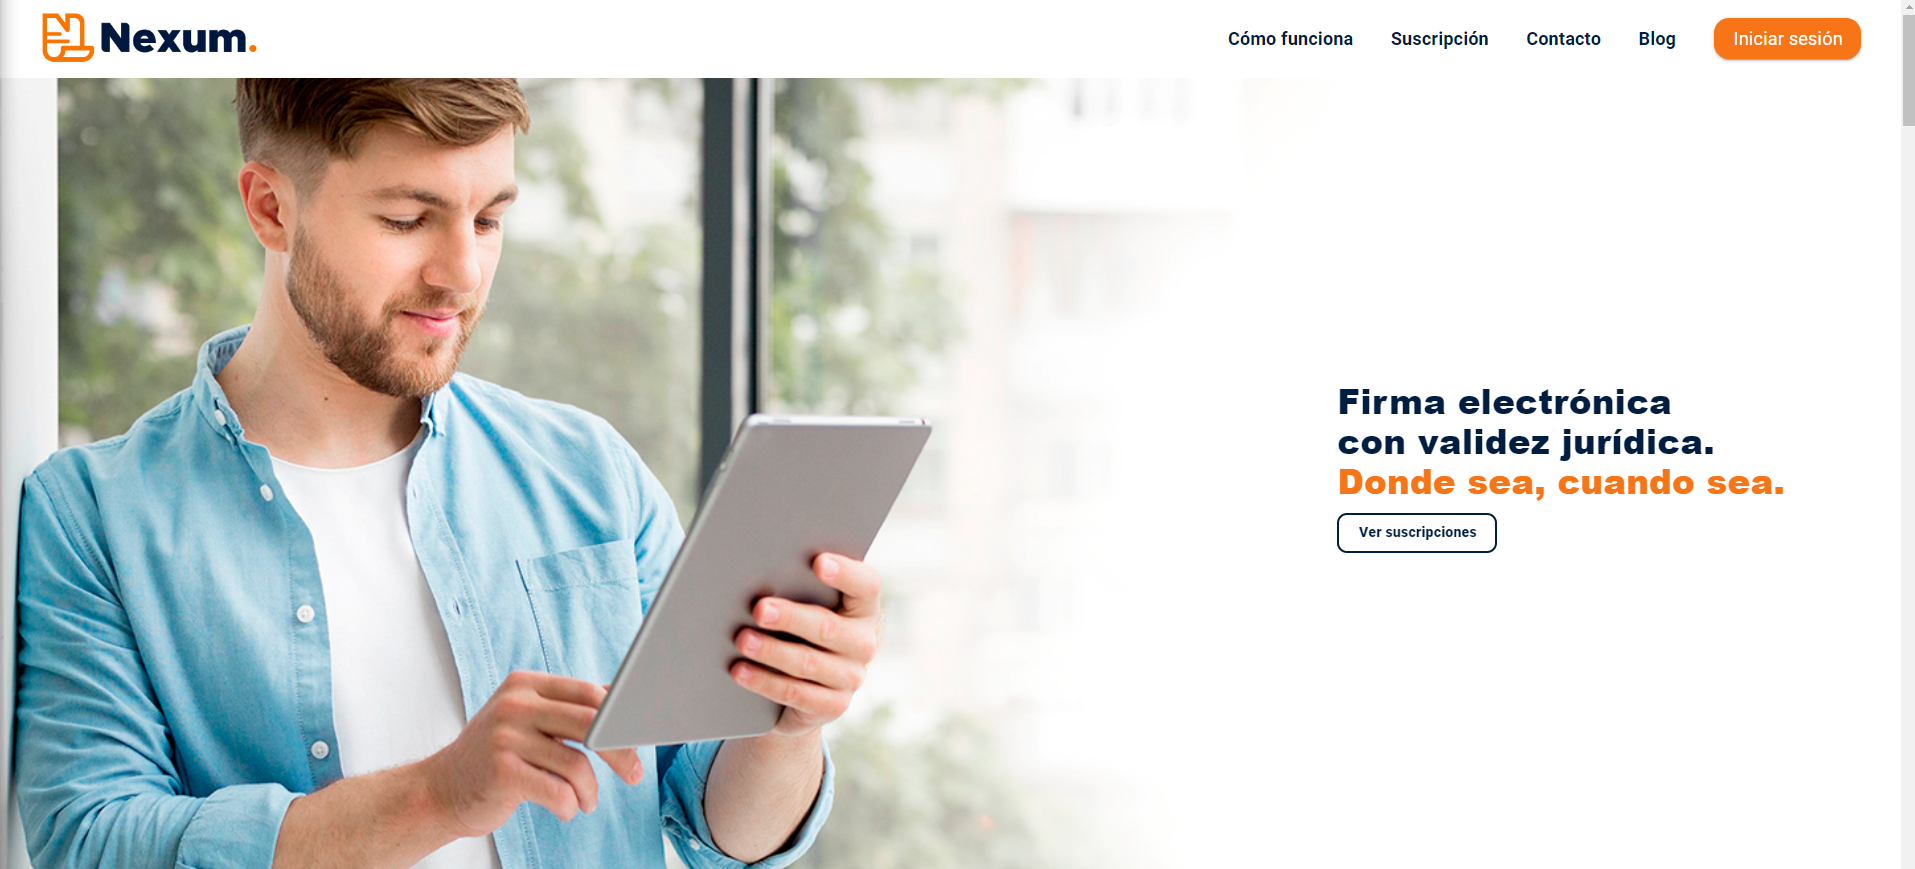 Nexum.
Cómo funciona
Suscripción
Contacto
Blog
Iniciar sesión
Firma electrónica
con validez jurídica.
Donde sea, cuando sea.
Ver suscripciones